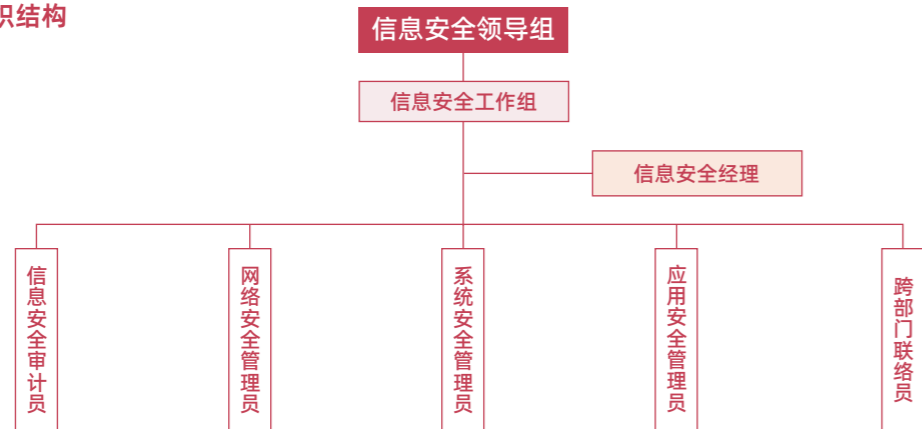 织结构
信息安全领导组
信息安全工作组
信息安全经理
信息安全审计员
网络安全管理员
系统安全管理员
应用安全管理员
跨部门联络员